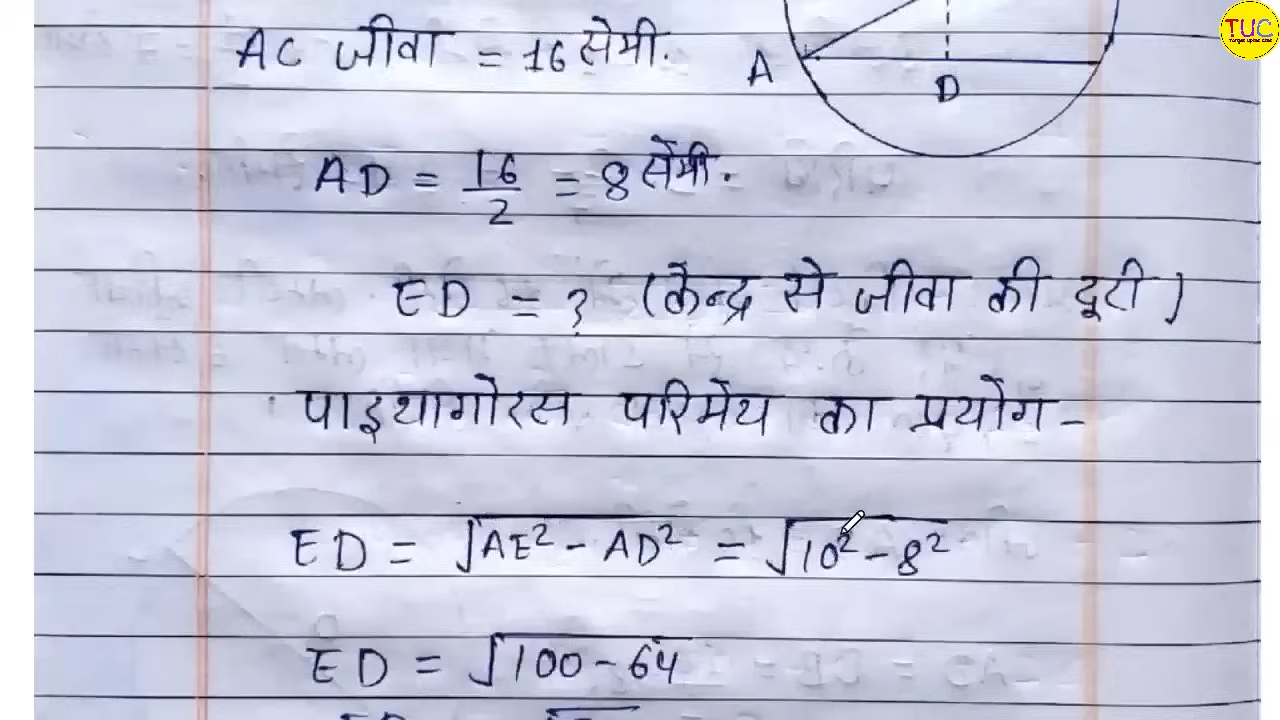 TUC
AC जीवा = 16 सेमी.
A
D
AD = 16/2 = 8 सेमी.
ED = ? (केन्द्र से जीवा की दूरी)
पाइथागोरस परिमेय का प्रयोग -
ED = √AE² - AD² = √10² - 8²
ED = √100 - 64